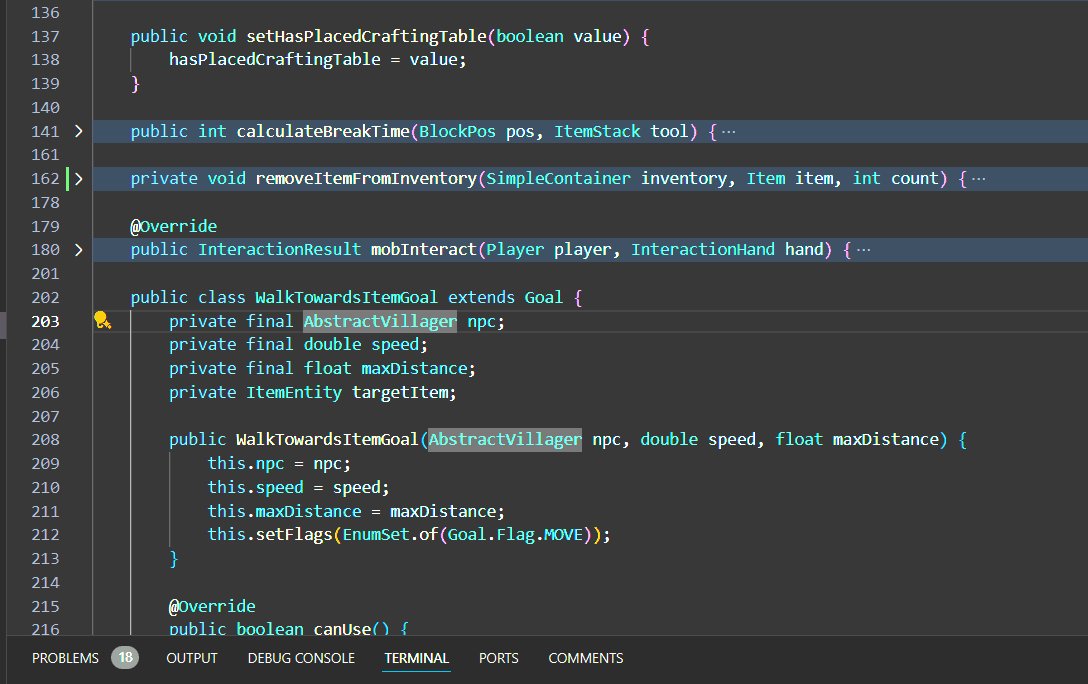 136
137 public void setHasPlacedCraftingTable(boolean value) {
138 hasPlacedCraftingTable = value;
139 }
140
141 public int calculateBreakTime(BlockPos pos, ItemStack tool) {⋯
161
162 private void removeItemFromInventory(SimpleContainer inventory, Item item, int count) {⋯
178
179 @Override
180 public InteractionResult mobInteract(Player player, InteractionHand hand) {⋯
201
202 public class WalkTowardsItemGoal extends Goal {
203 private final AbstractVillager npc;
204 private final double speed;
205 private final float maxDistance;
206 private ItemEntity targetItem;
207
208 public WalkTowardsItemGoal(AbstractVillager npc, double speed, float maxDistance) {
209 this.npc = npc;
210 this.speed = speed;
211 this.maxDistance = maxDistance;
212 this.setFlags(EnumSet.of(Goal.Flag.MOVE));
213 }
214
215 @Override
216 public boolean canUse() {
PROBLEMS 18 OUTPUT DEBUG CONSOLE TERMINAL PORTS COMMENTS